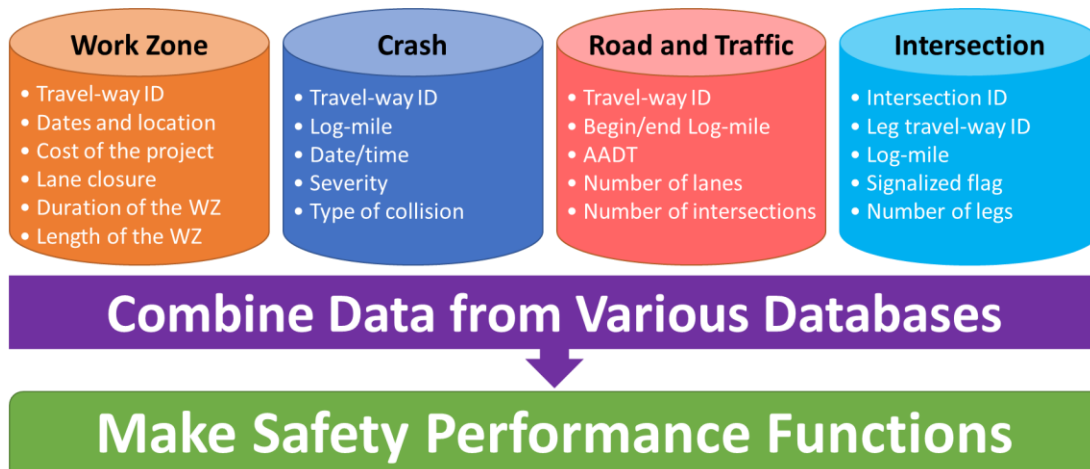 Work Zone
• Travel-way ID
• Dates and location
• Cost of the project
• Lane closure
• Duration of the WZ
• Length of the WZ
Crash
• Travel-way ID
• Log-mile
• Date/time
• Severity
• Type of collision
Road and Traffic
• Travel-way ID
• Begin/end Log-mile
• AADT
• Number of lanes
• Number of intersections
Intersection
• Intersection ID
• Leg travel-way ID
• Log-mile
• Signalized flag
• Number of legs
Combine Data from Various Databases
Make Safety Performance Functions